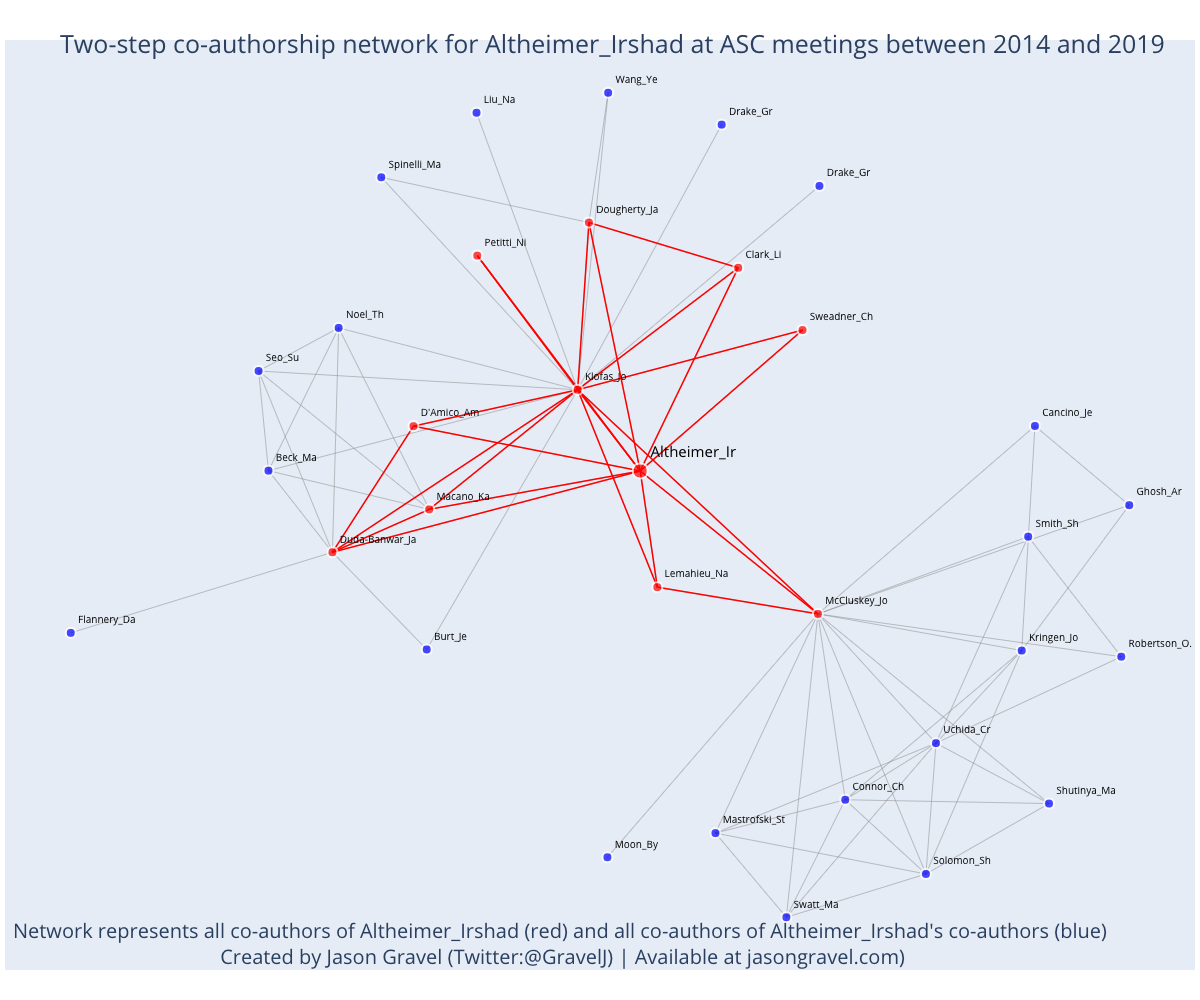 Two-step co-authorship network for Altheimer_Irshad at ASC meetings between 2014 and 2019
Wang_Ye
Liu_Na
Drake_Gr
Spinelli_Ma
Drake_Gr
Dougherty_Ja
Petitti_Ni
Clark_Li
Noel_Th
Sweadner_Ch
Seo_Su
Klofas_Jo
D'Amico_Am
Cancino_Je
Altheimer_Ir
Beck_Ma
Ghosh_Ar
Macano_Ka
Smith_Sh
Duda-Banwar_Ja
Lemahieu_Na
McCluskey_Jo
Flannery_Da
Burt_Je
Kringen_Jo
Robertson_O.
Uchida_Cr
Connor_Ch
Shutinya_Ma
Mastrofski_St
Moon_By
Solomon_Sh
Swatt_Ma
Network represents all co-authors of Altheimer_Irshad (red) and all co-authors of Altheimer_Irshad's co-authors (blue)
Created by Jason Gravel (Twitter:@GravelJ) | Available at jasongravel.com)